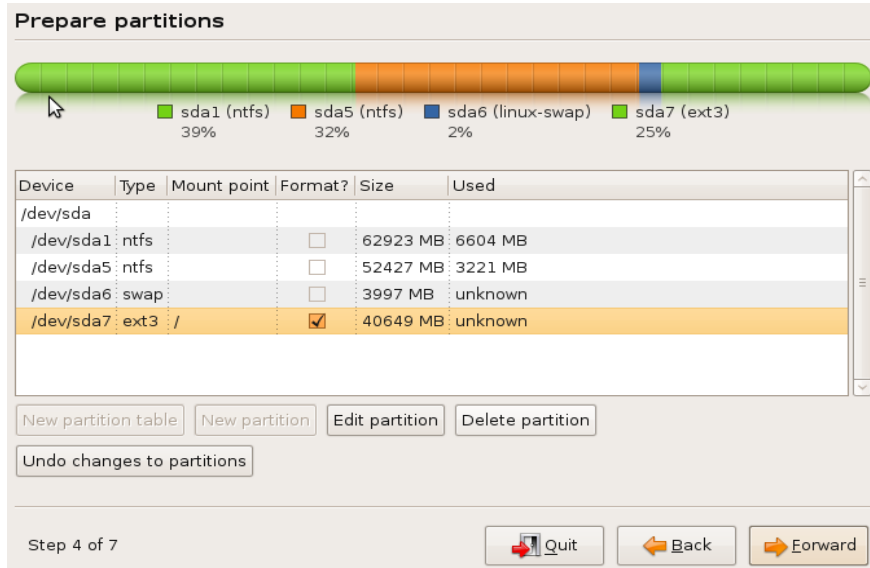 Prepare partitions
sda1 (ntfs) sda5 (ntfs) sda6 (linux-swap) sda7 (ext3)
39% 32% 2% 25%
Device Type Mount point Format? Size Used
/dev/sda
/dev/sda1 ntfs 62923 MB 6604 MB
/dev/sda5 ntfs 52427 MB 3221 MB
/dev/sda6 swap 3997 MB unknown
/dev/sda7 ext3 / 40649 MB unknown
New partition table New partition Edit partition Delete partition
Undo changes to partitions
Step 4 of 7 Quit Back Forward